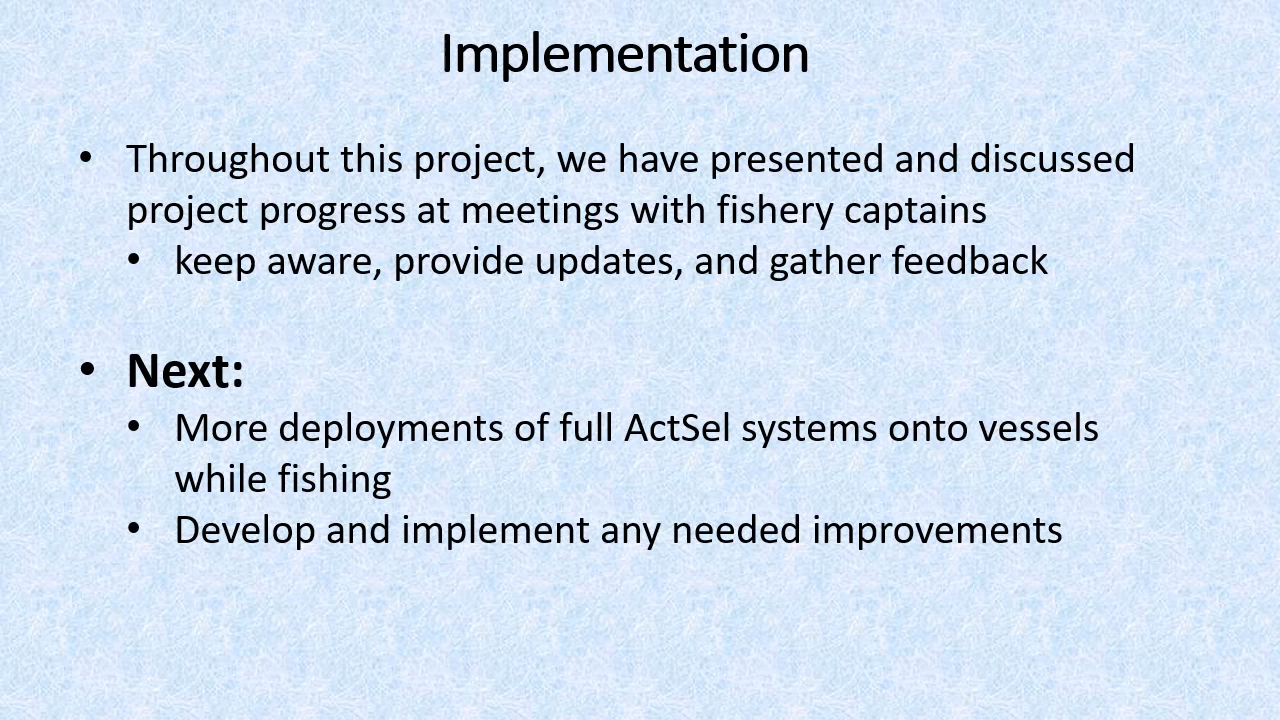 Implementation
• Throughout this project, we have presented and discussed
project progress at meetings with fishery captains
• keep aware, provide updates, and gather feedback
• Next:
• More deployments of full ActSel systems onto vessels
while fishing
• Develop and implement any needed improvements